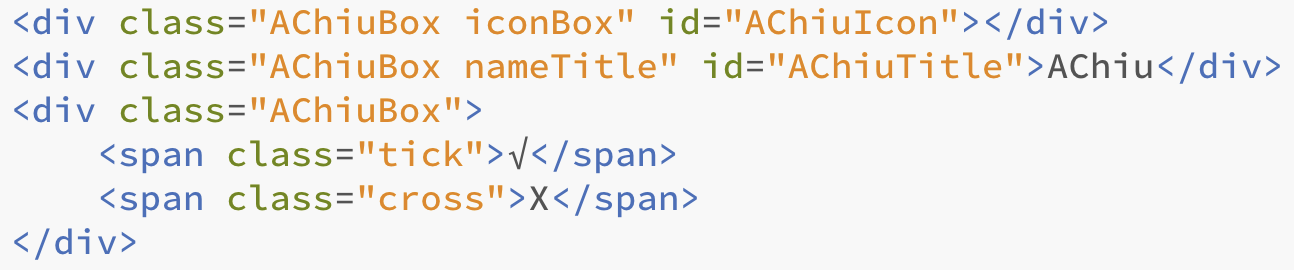 <div class="AChiuBox iconBox" id="AChiuIcon"></div>
<div class="AChiuBox nameTitle" id="AChiuTitle">AChiu</div>
<div class="AChiuBox">
    <span class="tick">√</span>
    <span class="cross">X</span>
</div>